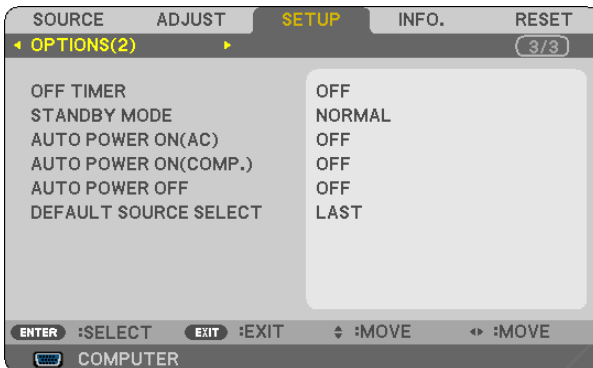 SOURCE ADJUST SETUP INFO. RESET
OPTIONS(2) 3/3
OFF TIMER OFF
STANDBY MODE NORMAL
AUTO POWER ON(AC) OFF
AUTO POWER ON(COMP.) OFF
AUTO POWER OFF OFF
DEFAULT SOURCE SELECT LAST
ENTER :SELECT EXIT :EXIT :MOVE :MOVE
COMPUTER